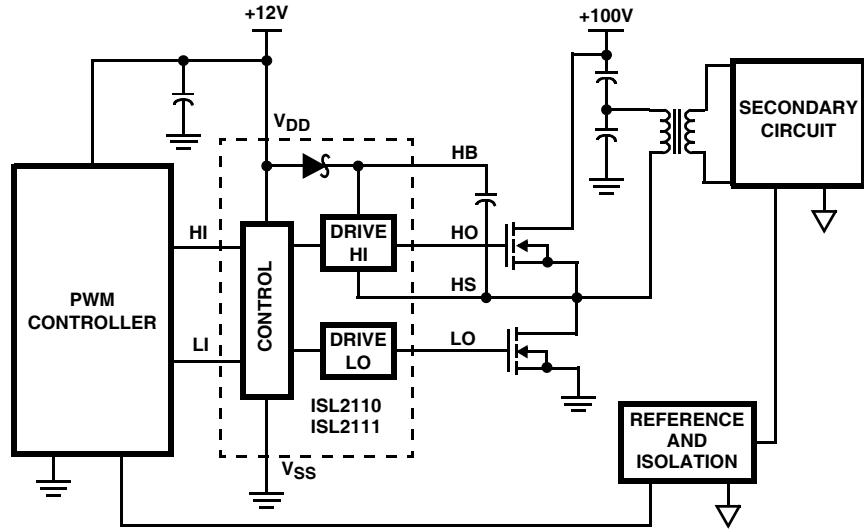 +12V
+100V
VDD
SECONDARY
CIRCUIT
HB
HI
DRIVE
HI
HO
PWM
CONTROLLER
CONTROL
HS
LI
DRIVE
LO
LO
ISL2110
ISL2111
VSS
REFERENCE
AND
ISOLATION